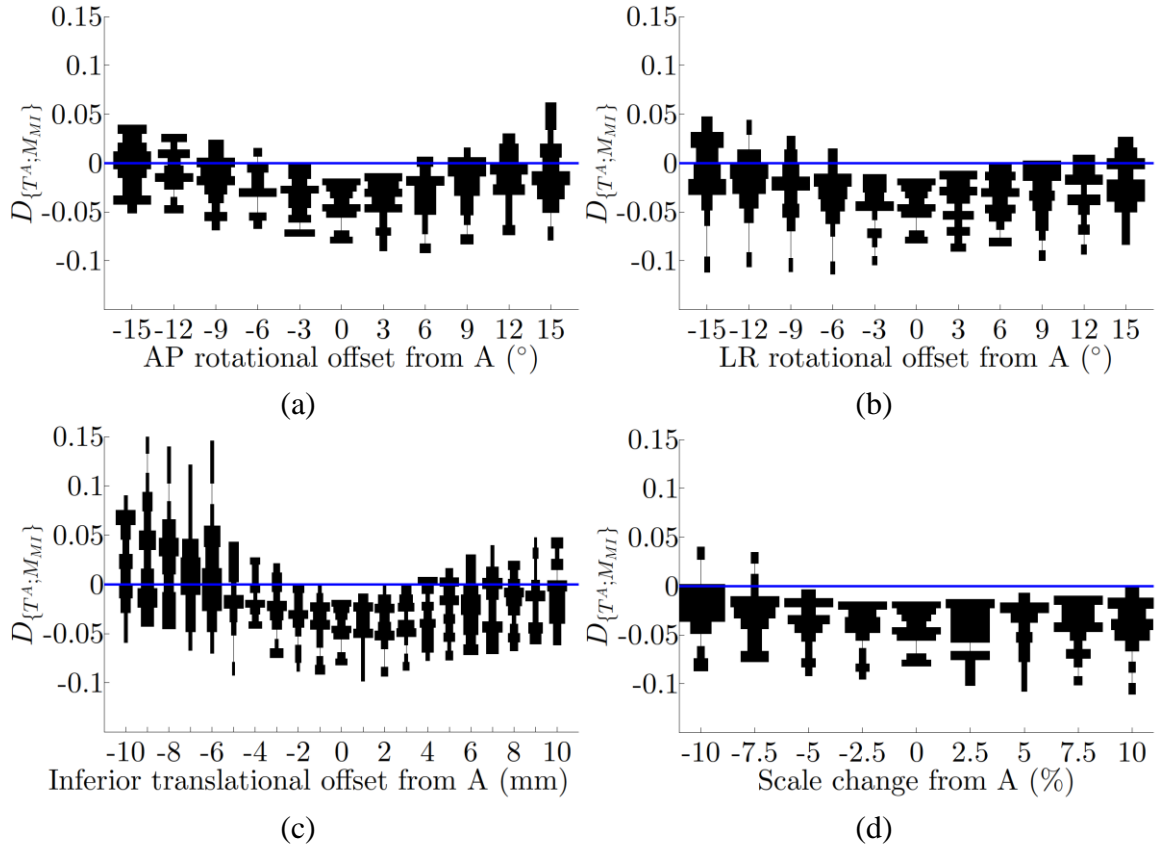 0.15
0.1
0.05
0
-0.05
-0.1
D{T^A;M_MI}
-15 -12 -9 -6 -3 0 3 6 9 12 15
AP rotational offset from A (°)
(a)
0.15
0.1
0.05
0
-0.05
-0.1
D{T^A;M_MI}
-15 -12 -9 -6 -3 0 3 6 9 12 15
LR rotational offset from A (°)
(b)
0.15
0.1
0.05
0
-0.05
-0.1
D{T^A;M_MI}
-10 -8 -6 -4 -2 0 2 4 6 8 10
Inferior translational offset from A (mm)
(c)
0.15
0.1
0.05
0
-0.05
-0.1
D{T^A;M_MI}
-10 -7.5 -5 -2.5 0 2.5 5 7.5 10
Scale change from A (%)
(d)